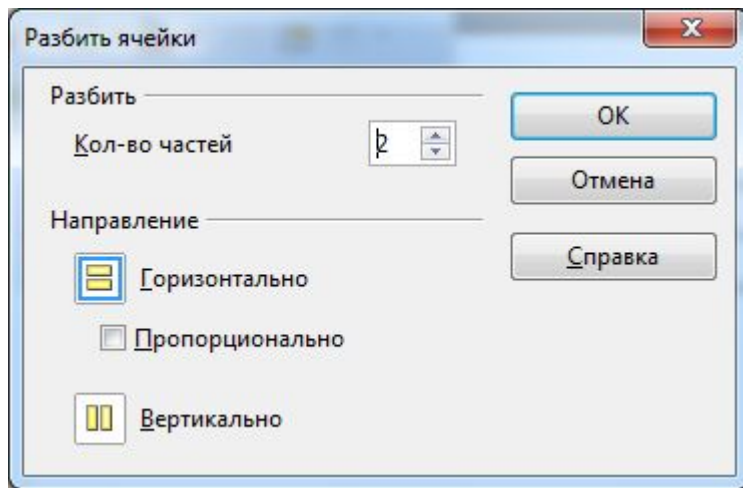 Разбить ячейки
Разбить
Кол-во частей 2
OK
Отмена
Направление
Справка
Горизонтально
Пропорционально
Вертикально